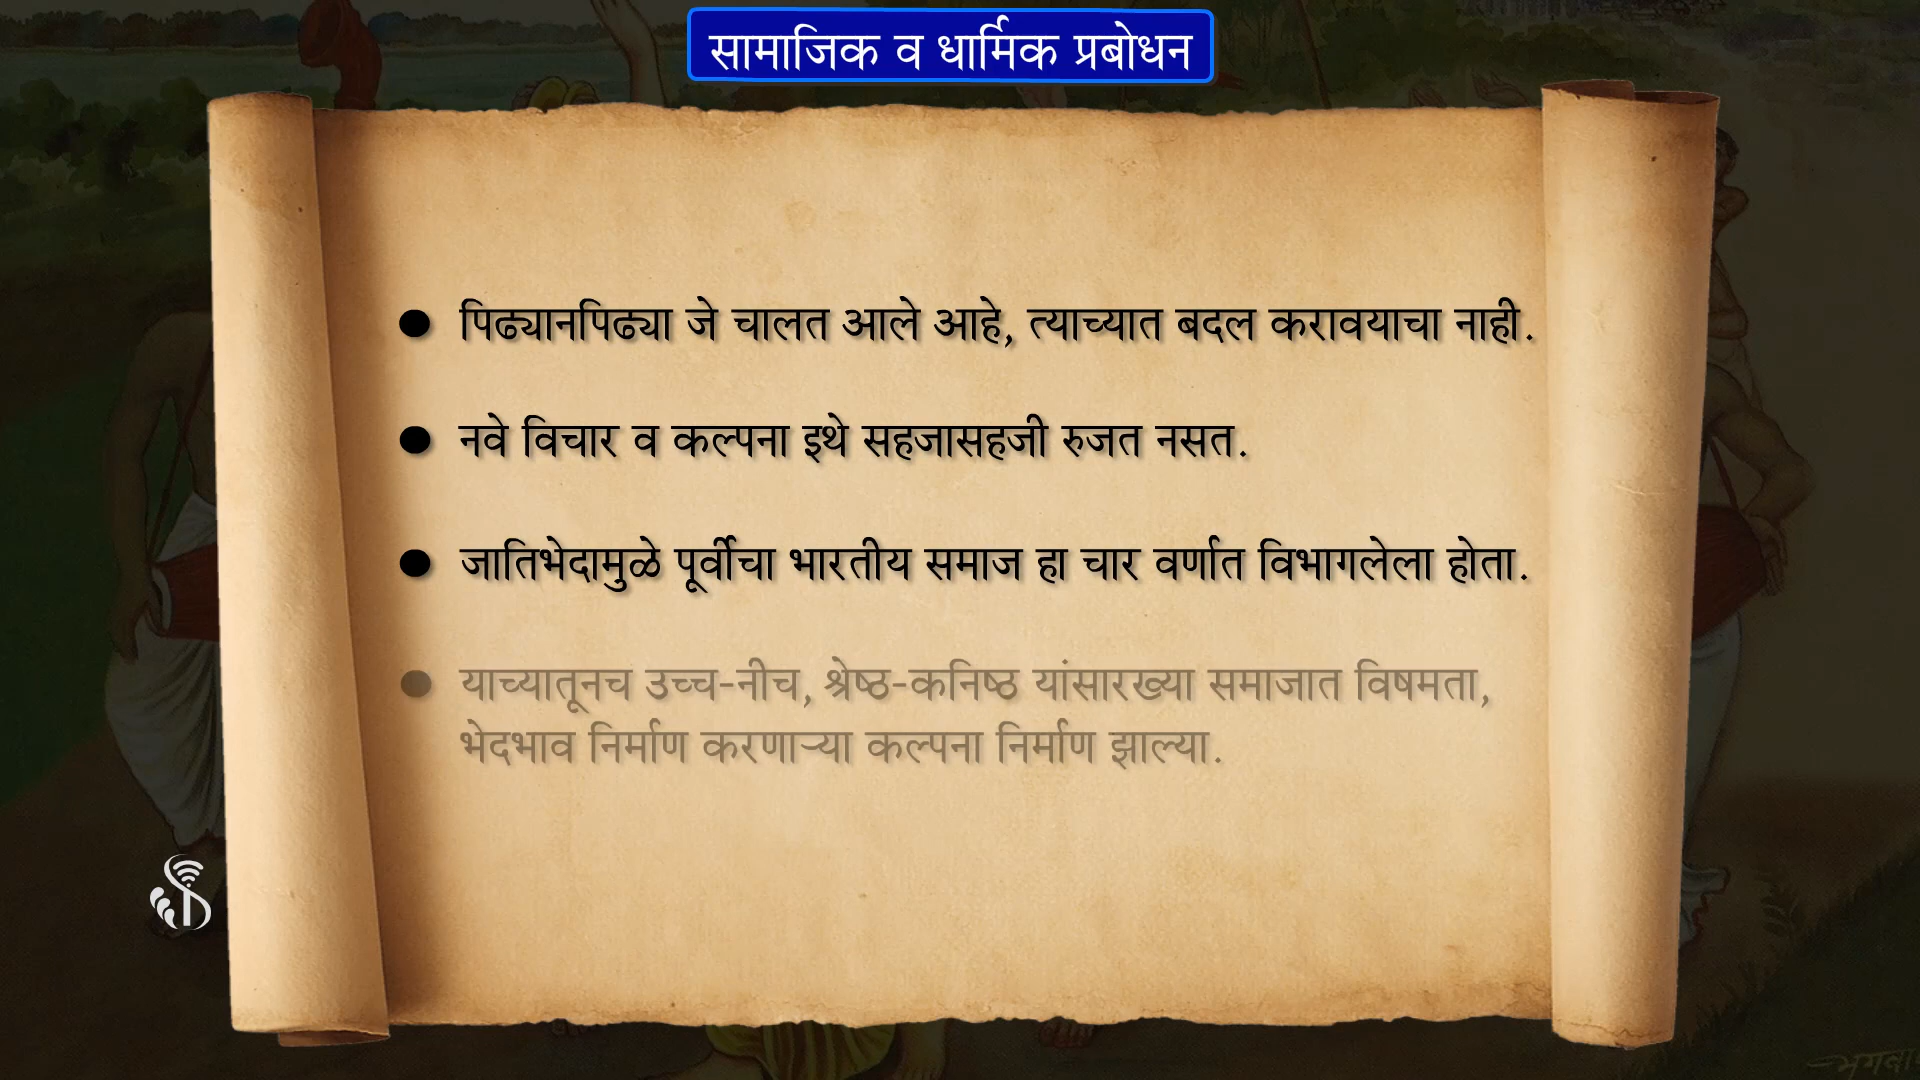 सामाजिक व धार्मिक प्रबोधन
● पिढ्यानपिढ्या जे चालत आले आहे, त्याच्यात बदल करावयाचा नाही.
● नवे विचार व कल्पना इथे सहजासहजी रुजत नसत.
● जातिभेदामुळे पूर्वीचा भारतीय समाज हा चार वर्णात विभागलेला होता.
● याच्यातूनच उच्च-नीच, श्रेष्ठ-कनिष्ठ यांसारख्या समाजात विषमता,
भेदभाव निर्माण करणाऱ्या कल्पना निर्माण झाल्या.